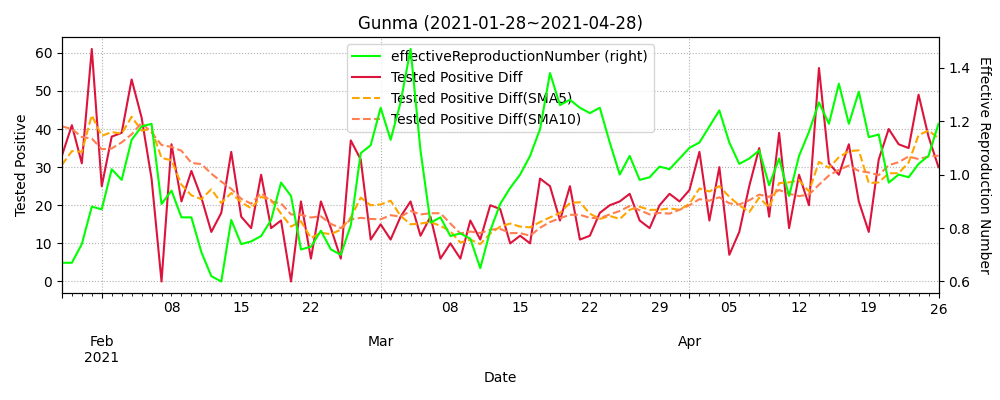 Gunma (2021-01-28~2021-04-28)
effectiveReproductionNumber (right)
Tested Positive Diff
Tested Positive Diff(SMA5)
Tested Positive Diff(SMA10)
Tested Positive
60
50
40
30
20
10
0
1.4
1.2
1.0
0.8
0.6
Effective Reproduction Number
08 15 22 08 15 22 29 05 12 19 26
Feb Mar Apr
2021
Date